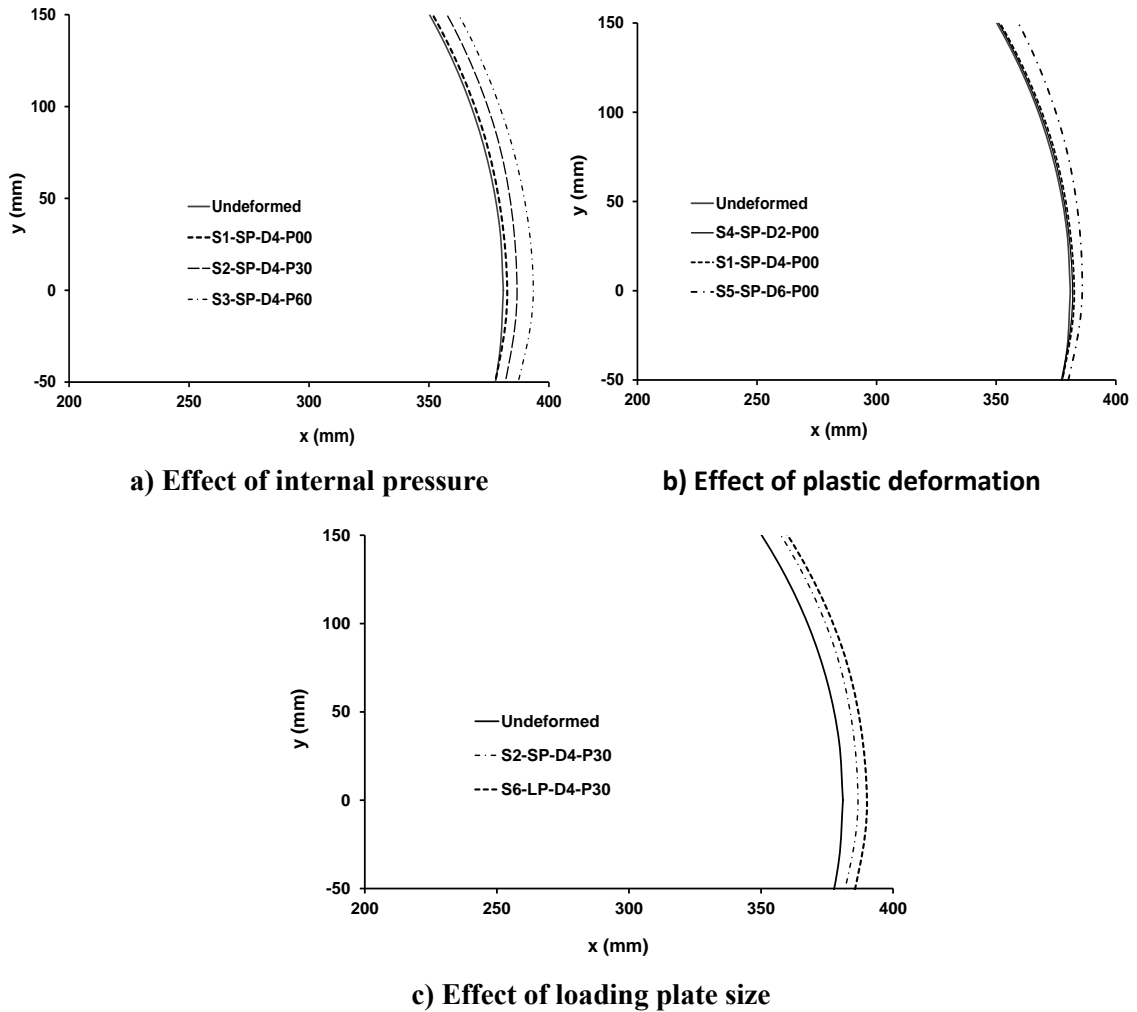 150
100
50
0
-50
y (mm)
200
250
300
350
400
x (mm)
Undeformed
S1-SP-D4-P00
S2-SP-D4-P30
S3-SP-D4-P60
a) Effect of internal pressure
150
100
50
0
-50
y (mm)
200
250
300
350
400
x (mm)
Undeformed
S4-SP-D2-P00
S1-SP-D4-P00
S5-SP-D6-P00
b) Effect of plastic deformation
150
100
50
0
-50
y (mm)
200
250
300
350
400
x (mm)
Undeformed
S2-SP-D4-P30
S6-LP-D4-P30
c) Effect of loading plate size